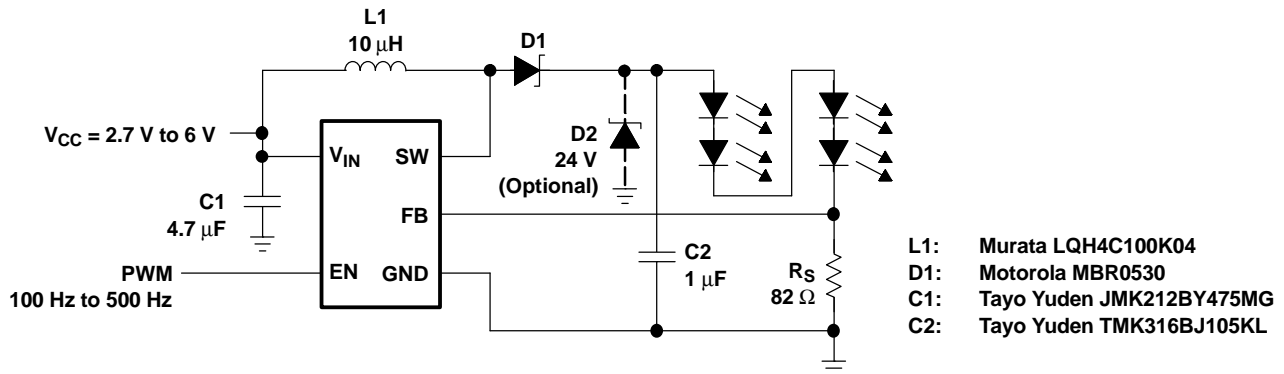 L1
10 μH
D1
VCC = 2.7 V to 6 V
VIN
SW
D2
24 V
(Optional)
C1
4.7 μF
FB
PWM
100 Hz to 500 Hz
EN
GND
C2
1 μF
RS
82 Ω
L1: Murata LQH4C100K04
D1: Motorola MBR0530
C1: Tayo Yuden JMK212BY475MG
C2: Tayo Yuden TMK316BJ105KL